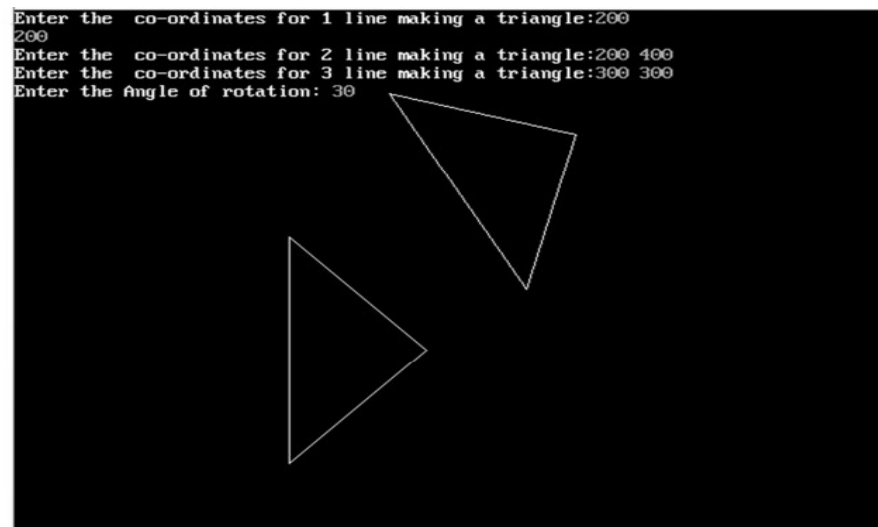 Enter the  co-ordinates for 1 line making a triangle:200
200
Enter the  co-ordinates for 2 line making a triangle:200 400
Enter the  co-ordinates for 3 line making a triangle:300 300
Enter the Angle of rotation: 30